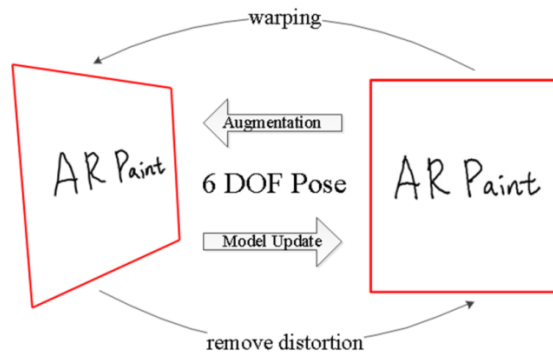 warping
Augmentation
AR Paint
6 DOF Pose
AR Paint
Model Update
remove distortion